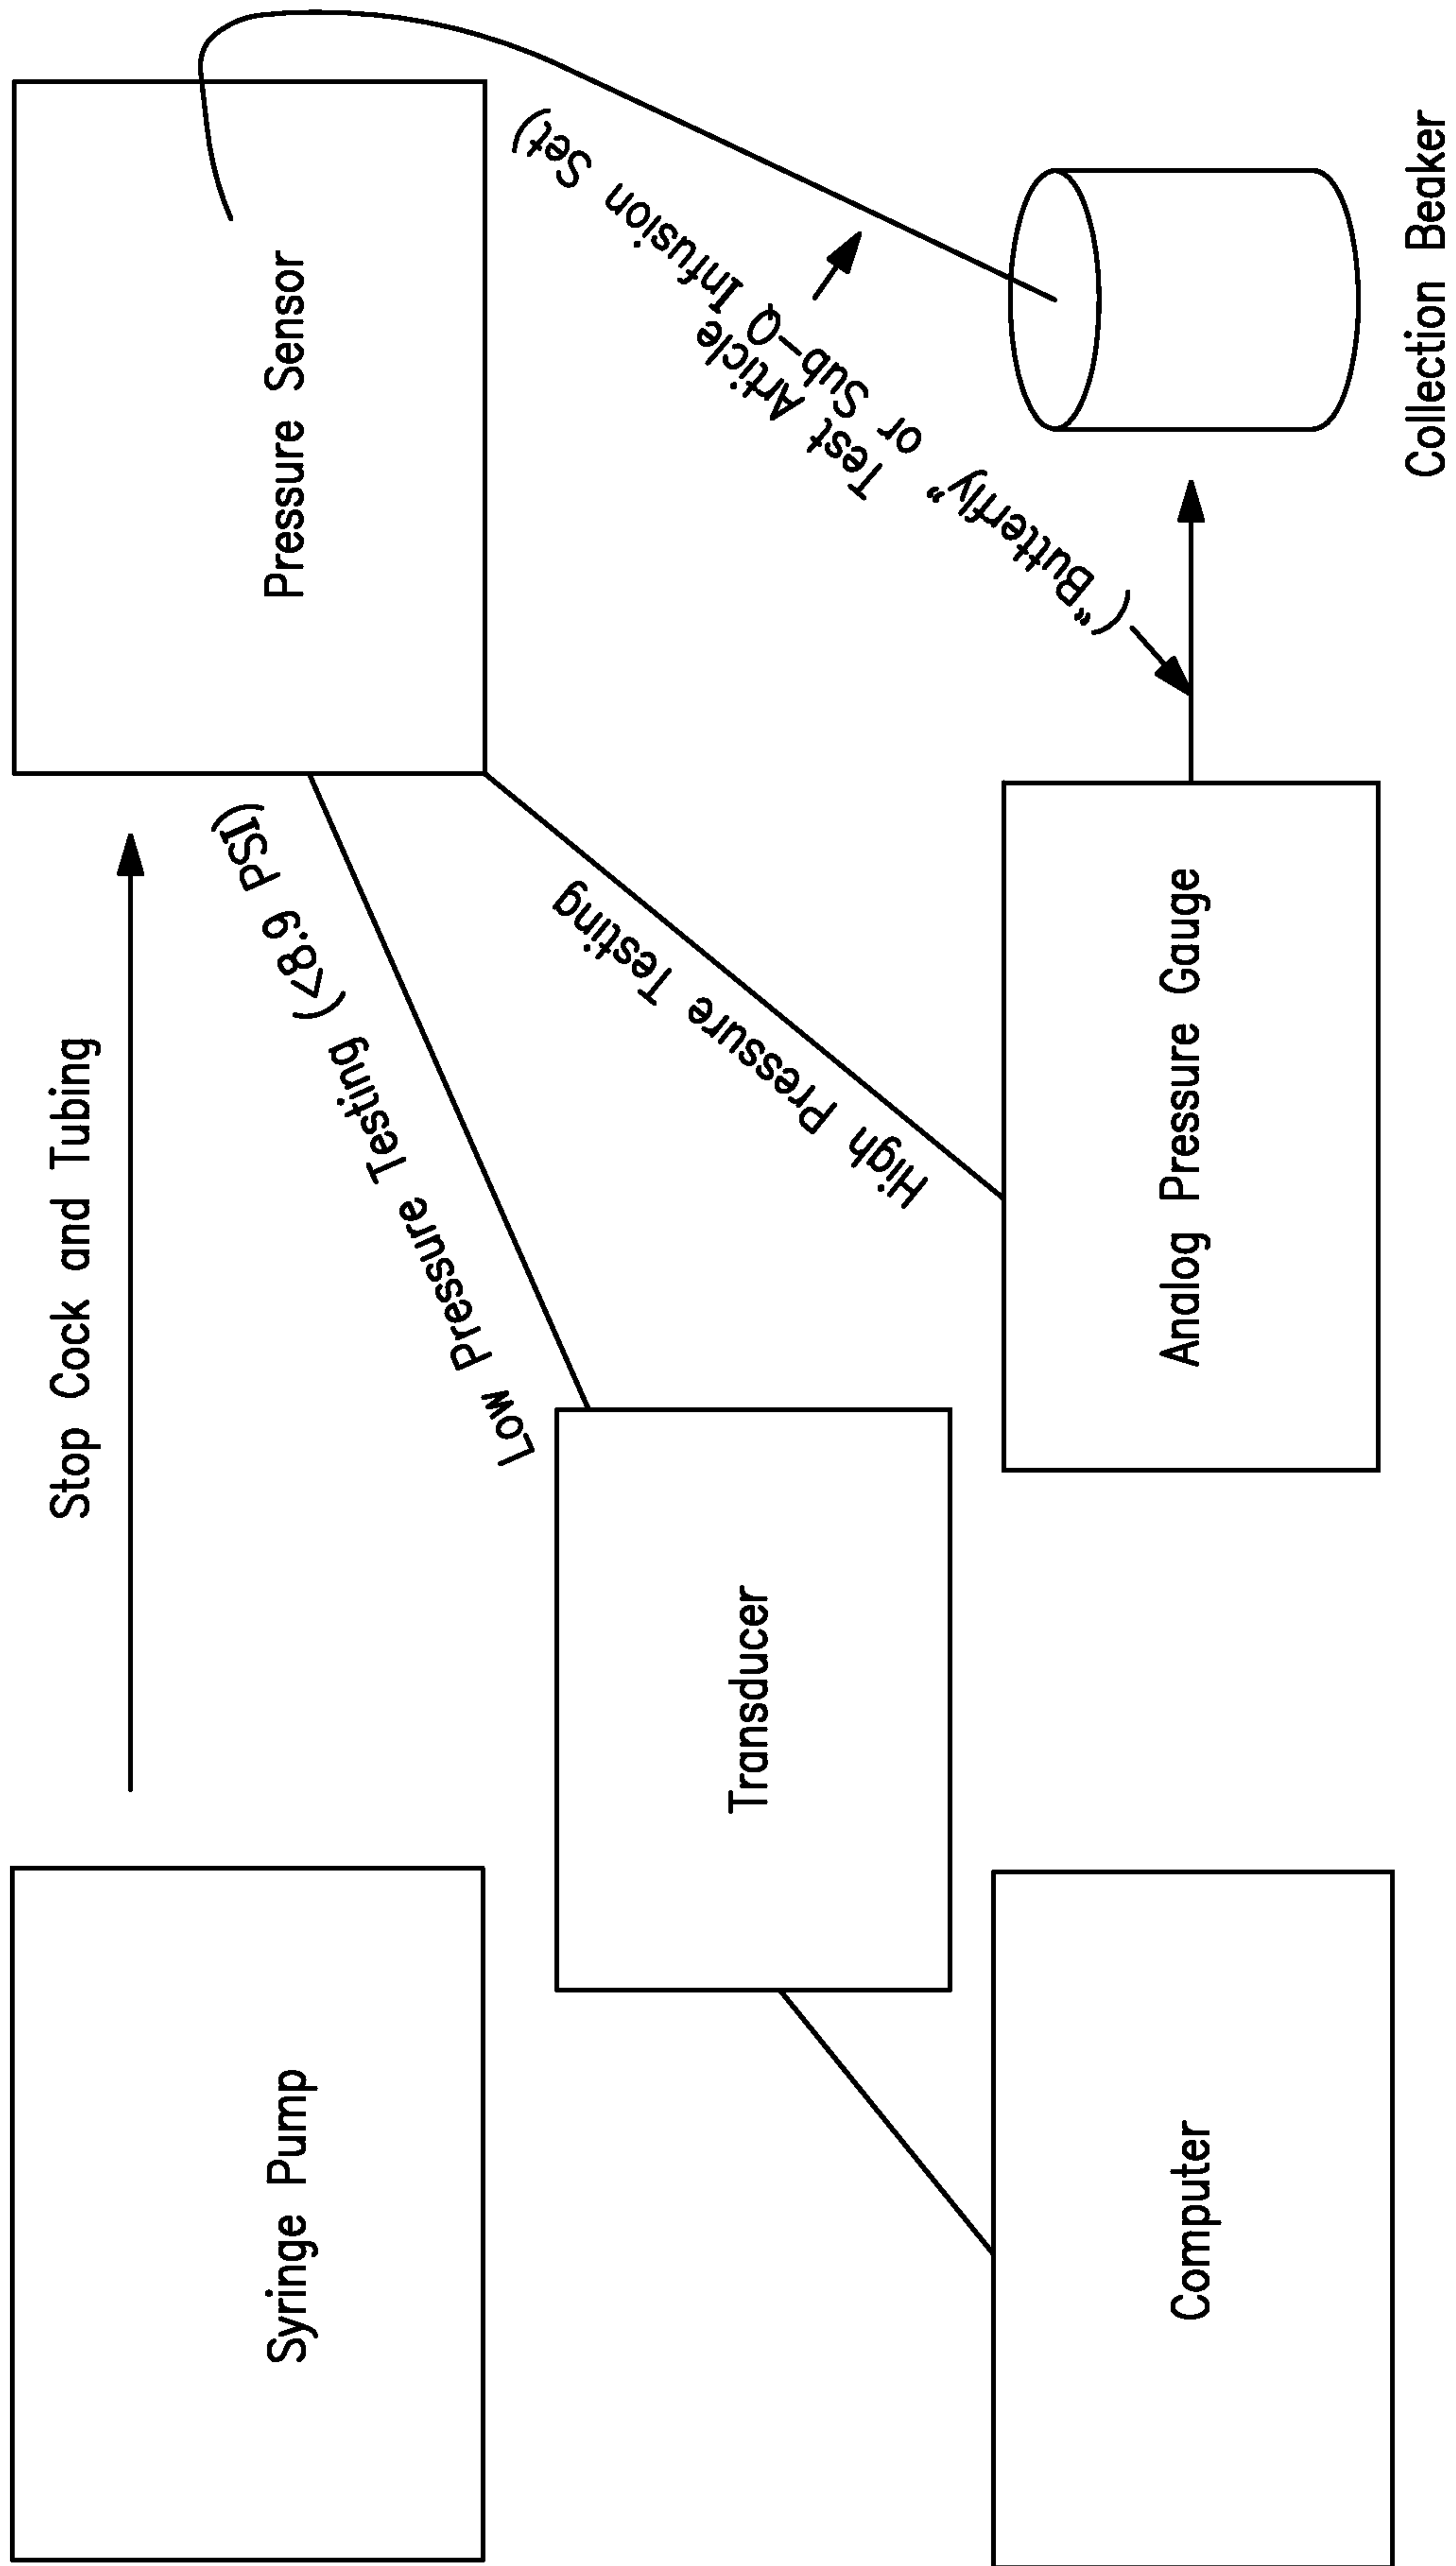 Stop Cock and Tubing
Syringe Pump
Pressure Sensor
Low Pressure Testing (<8.9 PSI)
High Pressure Testing
Test Article
("Butterfly" or Sub-Q Infusion Set)
Transducer
Computer
Analog Pressure Gauge
Collection Beaker